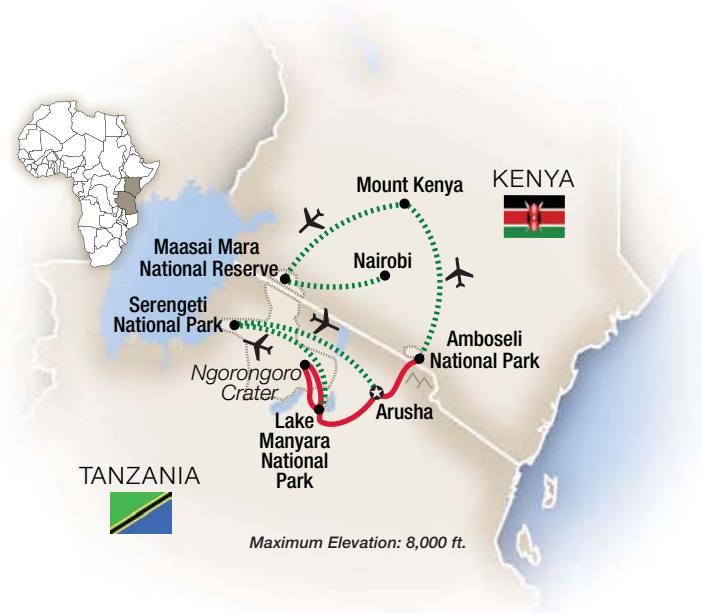 Mount Kenya
KENYA
Maasai Mara
National Reserve
Nairobi
Serengeti
National Park
Amboseli
National Park
Ngorongoro
Crater
Arusha
Lake
Manyara
National
Park
TANZANIA
Maximum Elevation: 8,000 ft.